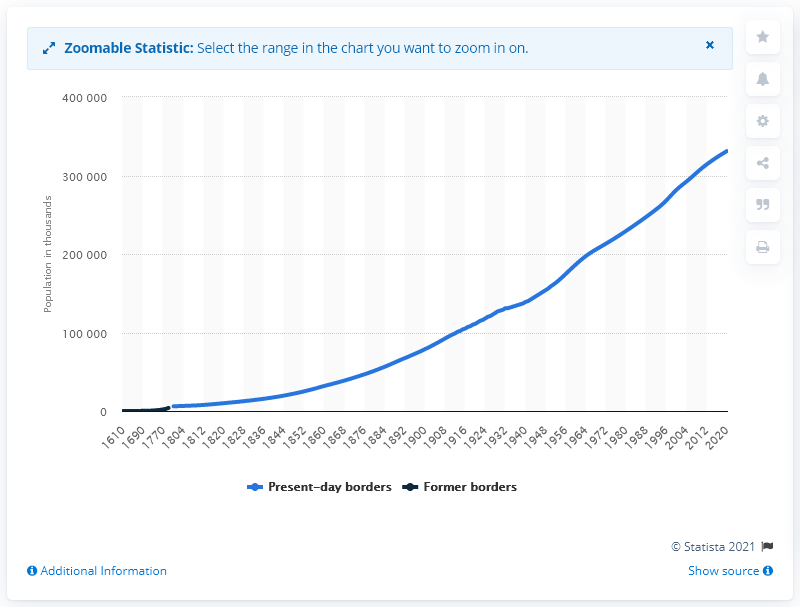 Zoomable Statistic: Select the range in the chart you want to zoom in on.
×
400 000
300 000
200 000
100 000
0
Population in thousands
1610 1690 1770 1804 1812 1820 1828 1836 1844 1852 1860 1868 1876 1884 1892 1900 1908 1916 1924 1932 1940 1948 1956 1964 1972 1980 1988 1996 2004 2012 2020
Present-day borders Former borders
© Statista 2021
Additional Information
Show source